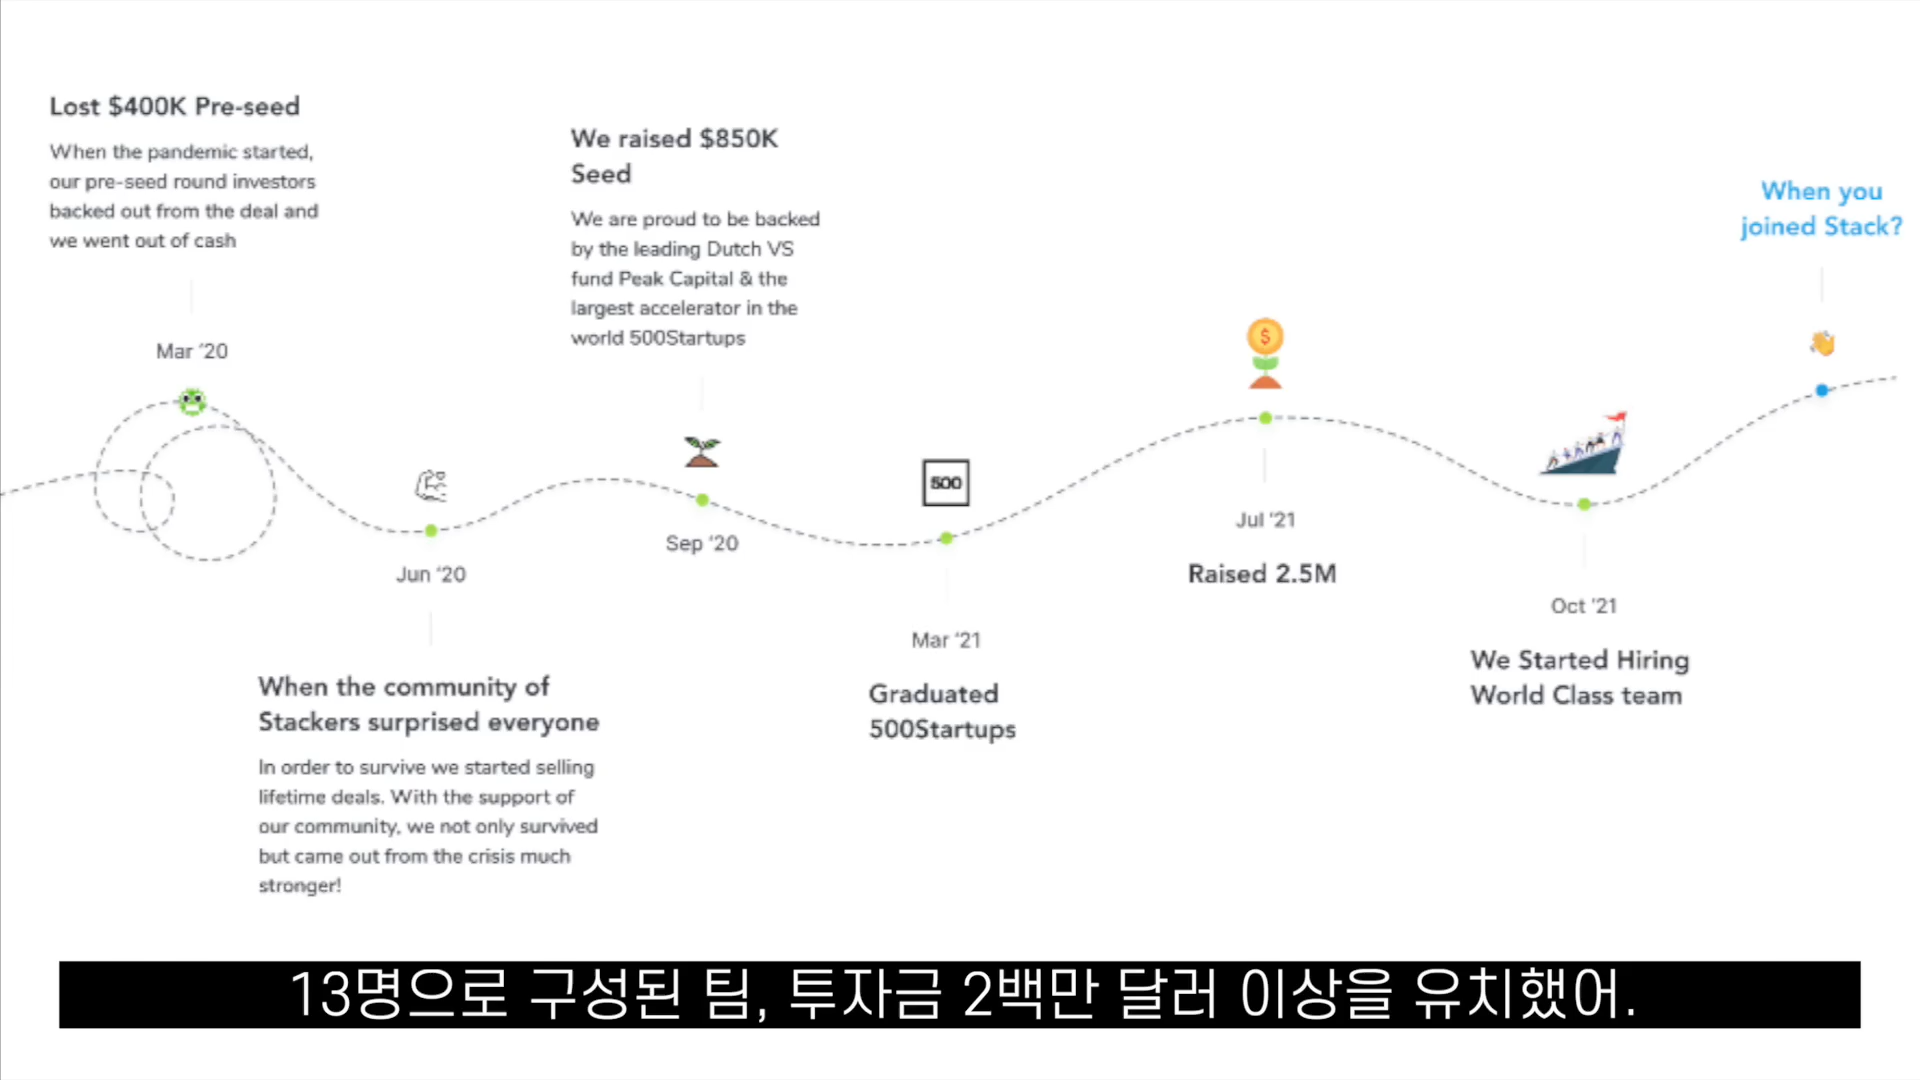 Lost $400K Pre-seed
When the pandemic started,
our pre-seed round investors
backed out from the deal and
we went out of cash
Mar ‘20
Jun ‘20
When the community of
Stackers surprised everyone
In order to survive we started selling
lifetime deals. With the support of
our community, we not only survived
but came out from the crisis much
stronger!
We raised $850K
Seed
We are proud to be backed
by the leading Dutch VS
fund Peak Capital & the
largest accelerator in the
world 500Startups
Sep ‘20
500
Mar ‘21
Graduated
500Startups
$
Jul ‘21
Raised 2.5M
Oct ‘21
We Started Hiring
World Class team
When you
joined Stack?
13명으로 구성된 팀, 투자금 2백만 달러 이상을 유치했어.